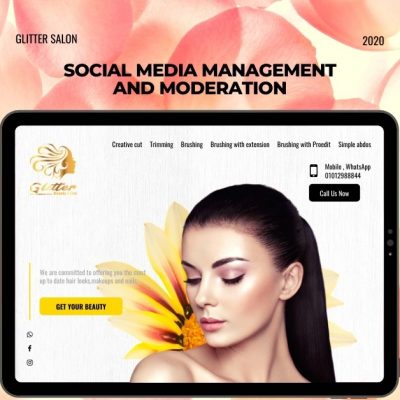 GLITTER SALON
2020
SOCIAL MEDIA MANAGEMENT
AND MODERATION
Creative cut Trimming Brushing Brushing with extension Brushing with Proedit Simple abdos
Mobile , WhatsApp
01012988844
Call Us Now
Glitter
We are committed to offering you the most
up to date hair looks,makeups and nails
GET YOUR BEAUTY